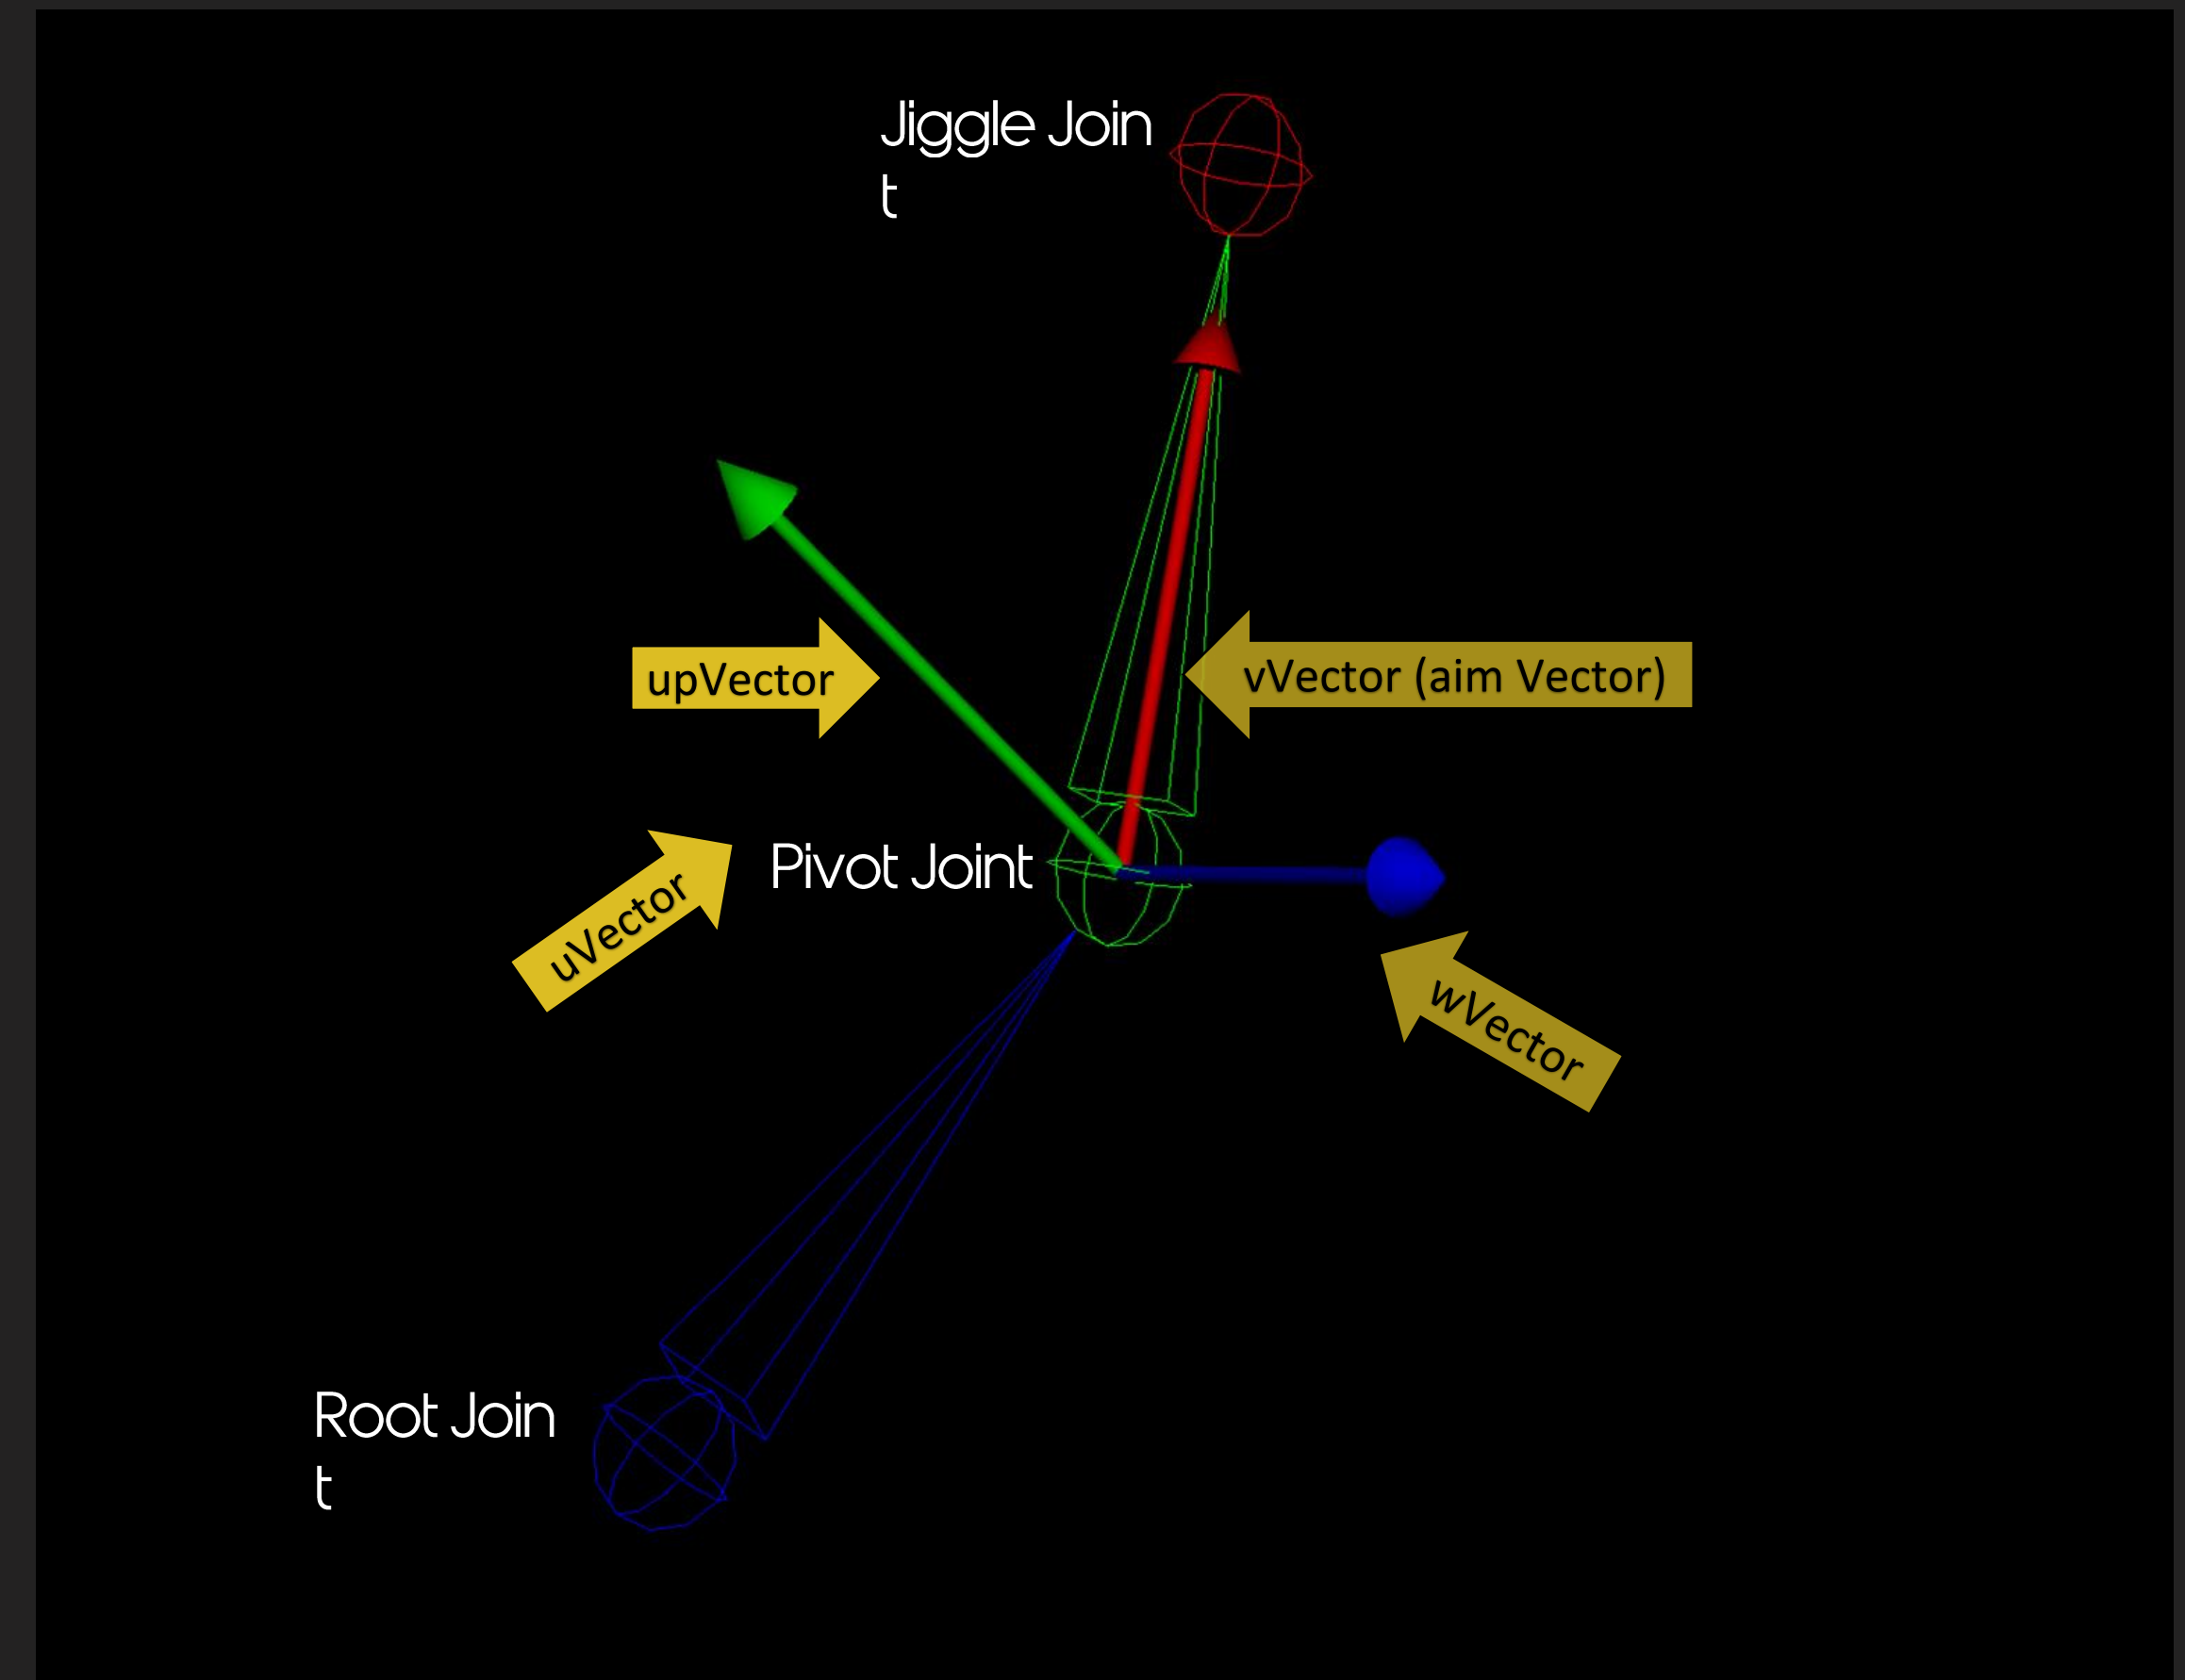 Jiggle Join
t
upVector
vVector (aim Vector)
Pivot Joint
uVector
wVector
Root Join
t